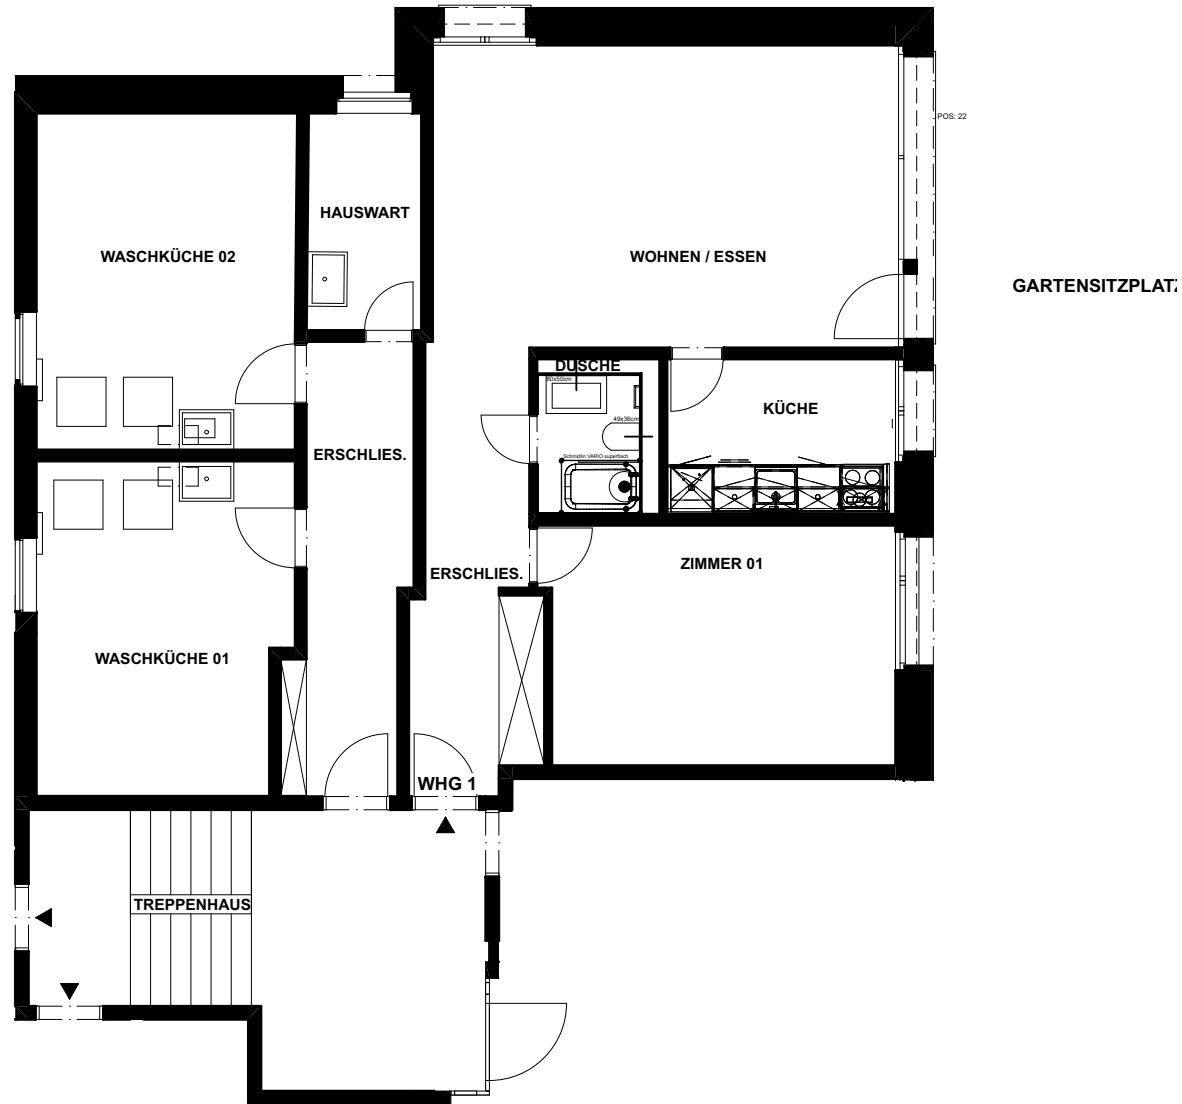 POS: 22
HAUSWART
WASCHKÜCHE 02
WOHNEN / ESSEN
GARTENSITZPLATZ
DUSCHE
80x50cm
KÜCHE
49x36cm
ERSCHLIES.
Schmidlin VARIO superflach
ZIMMER 01
ERSCHLIES.
WASCHKÜCHE 01
WHG 1
TREPPENHAUS